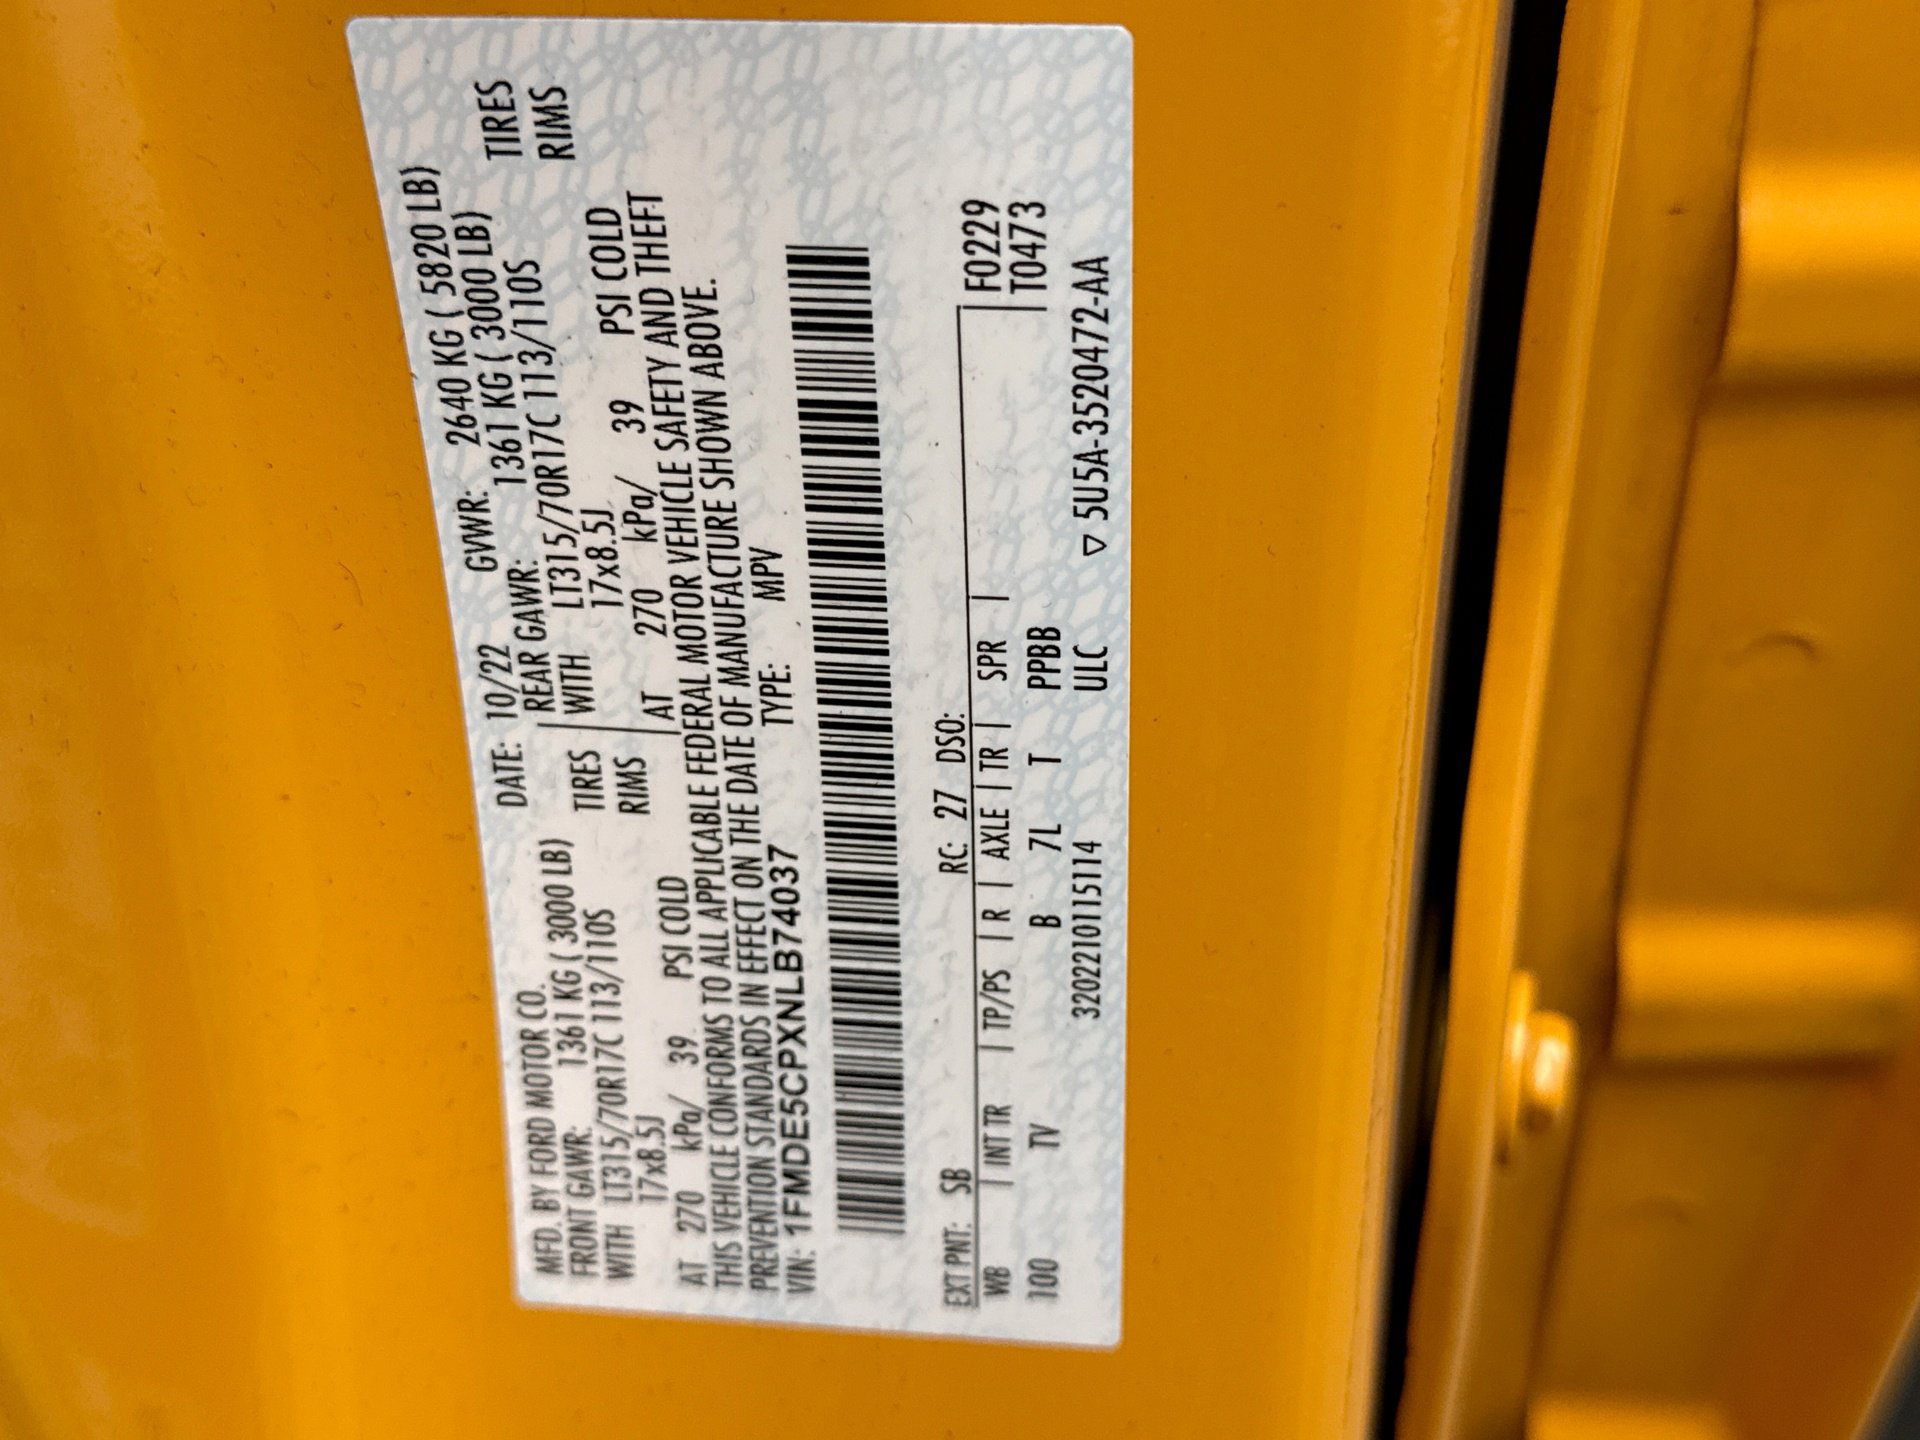 MFD. BY FORD MOTOR CO. DATE: 10/22 GVWR: 2640 KG ( 5820 LB)
FRONT GAWR: 1361 KG ( 3000 LB) REAR GAWR: 1361 KG ( 3000 LB)
WITH LT315/70R17C 113/110S TIRES WITH LT315/70R17C 113/110S TIRES
17x8.5J RIMS 17x8.5J RIMS
AT 270 kPa/ 39 PSI COLD AT 270 kPa/ 39 PSI COLD
THIS VEHICLE CONFORMS TO ALL APPLICABLE FEDERAL MOTOR VEHICLE SAFETY AND THEFT
PREVENTION STANDARDS IN EFFECT ON THE DATE OF MANUFACTURE SHOWN ABOVE.
VIN: 1FMDE5CPXNLB74037 TYPE: MPV
EXT PNT: SB RC: 27 DSO:
WB | INT TR | TP/PS | R | AXLE | TR | SPR | F0229
100 TV B 7L T PPBB T0473
320221011S114 ULC ▽ 5U5A-3520472-AA